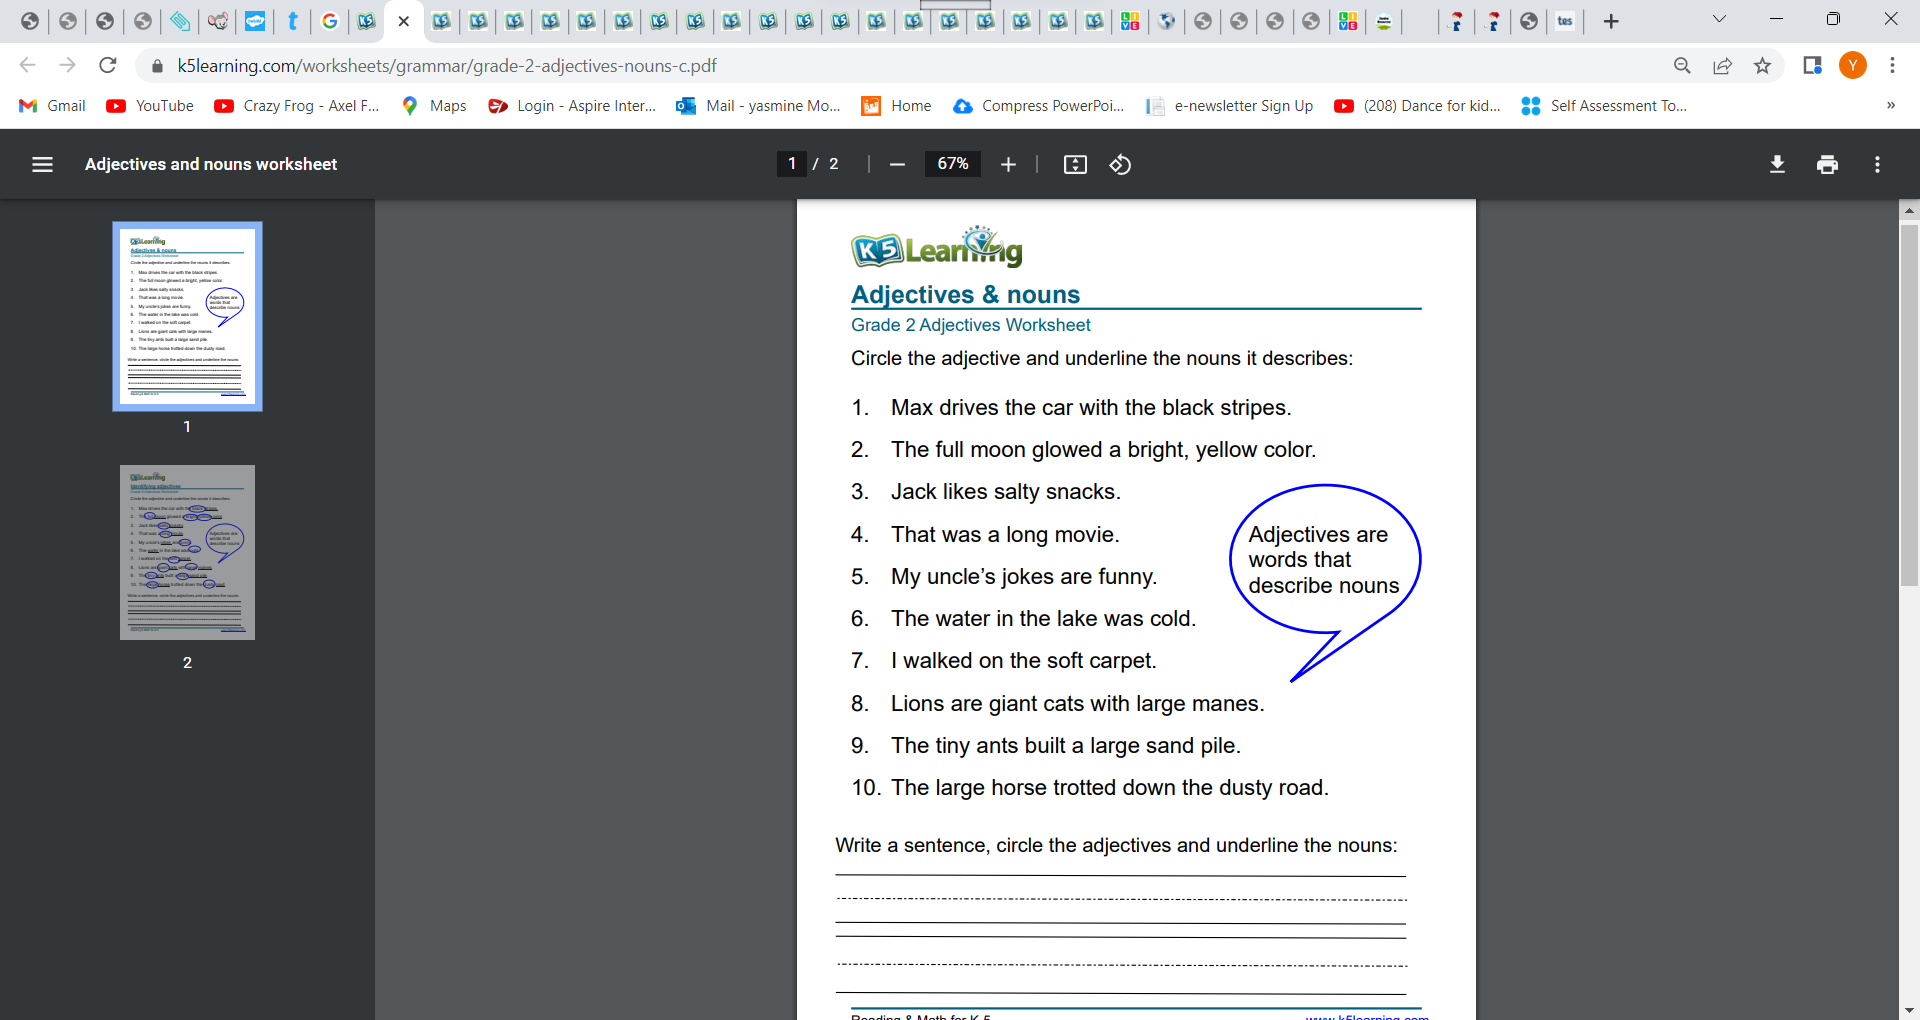 k5learning.com/worksheets/grammar/grade-2-adjectives-nouns-c.pdf
Y
Gmail YouTube Crazy Frog - Axel F... Maps Login - Aspire Inter... Mail - yasmine Mo... Home Compress PowerPoi... e-newsletter Sign Up (208) Dance for kid... Self Assessment To... »
Adjectives and nouns worksheet 1 / 2 67%
1
2
K5 Learning
Adjectives & nouns
Grade 2 Adjectives Worksheet
Circle the adjective and underline the nouns it describes:
1. Max drives the car with the black stripes.
2. The full moon glowed a bright, yellow color.
3. Jack likes salty snacks.
4. That was a long movie.
5. My uncle’s jokes are funny.
6. The water in the lake was cold.
7. I walked on the soft carpet.
8. Lions are giant cats with large manes.
9. The tiny ants built a large sand pile.
10. The large horse trotted down the dusty road.
Adjectives are
words that
describe nouns
Write a sentence, circle the adjectives and underline the nouns:
Reading & Math for K-5 www.k5learning.com